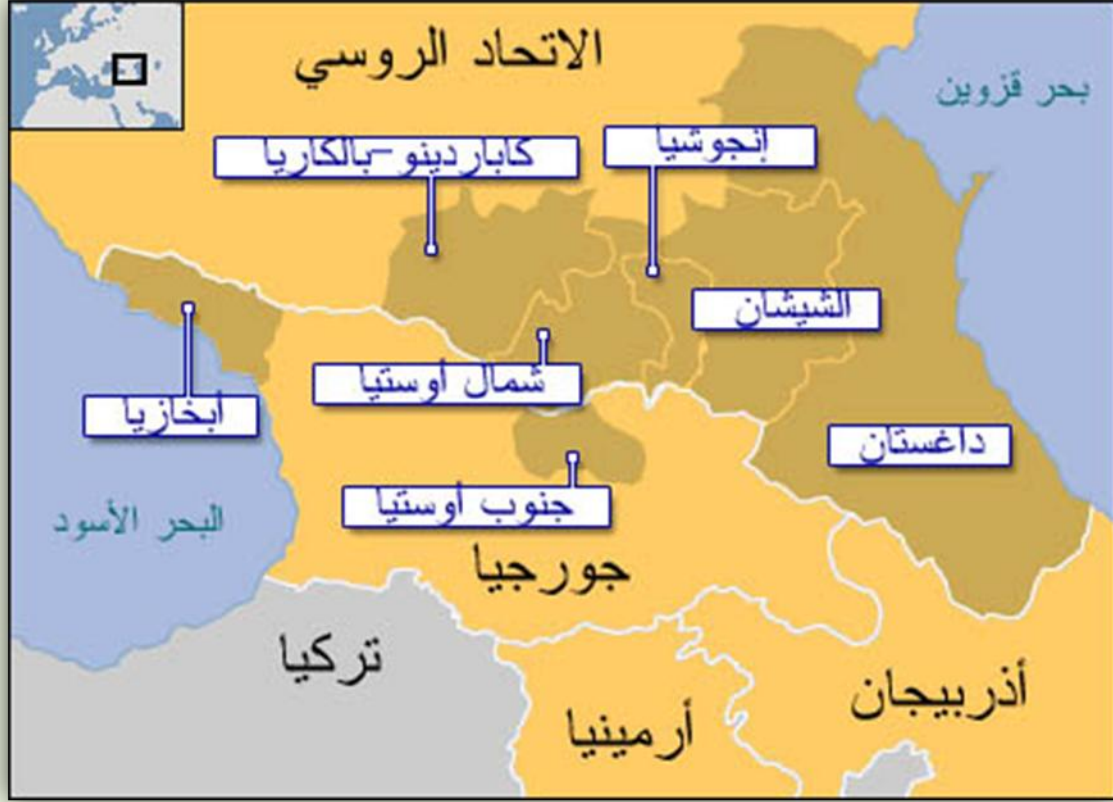 الاتحاد الروسي
بحر قزوين
إنجوشيا
كاباردينو-بالكاريا
الشيشان
شمال أوستيا
أبخازيا
داغستان
جنوب أوستيا
البحر الأسود
جورجيا
تركيا
أذربيجان
أرمينيا